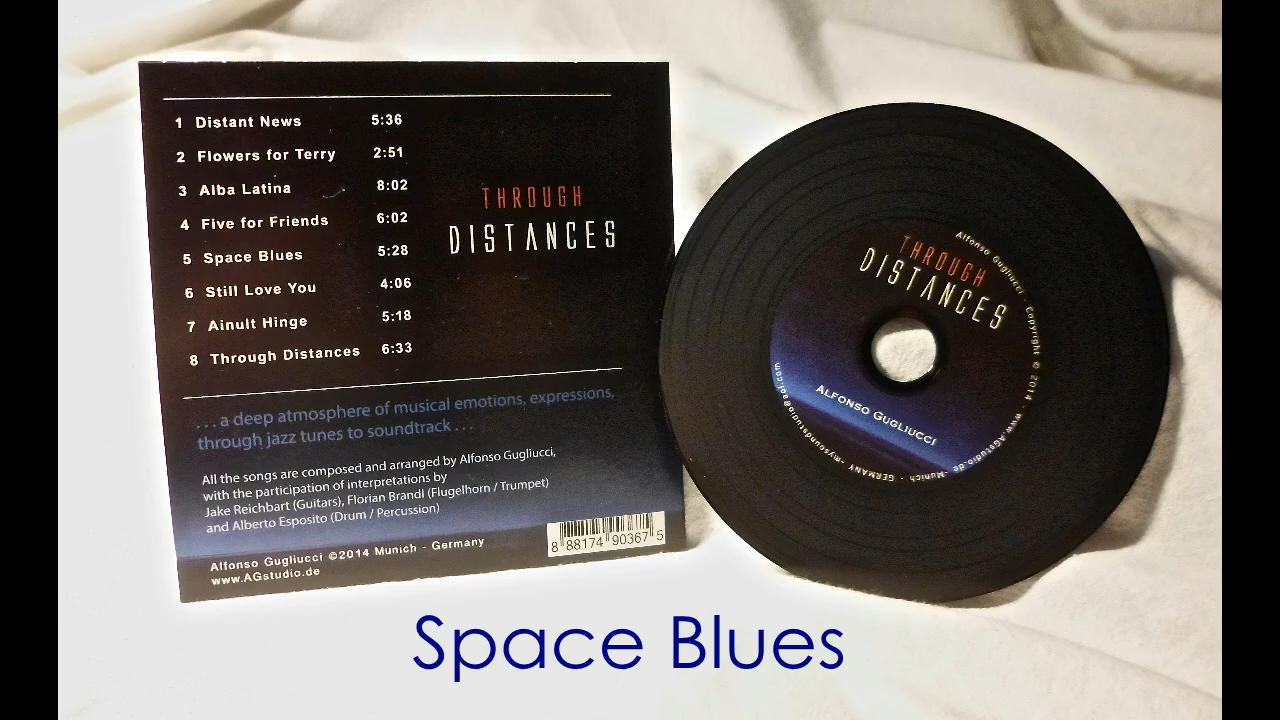 1 Distant News 5:36
2 Flowers for Terry 2:51
3 Alba Latina 8:02
4 Five for Friends 6:02
5 Space Blues 5:28
6 Still Love You 4:06
7 Ainult Hinge 5:18
8 Through Distances 6:33
THROUGH
DISTANCES
...a deep atmosphere of musical emotions, expressions,
through jazz tunes to soundtrack...
All the songs are composed and arranged by Alfonso Gugliucci,
with the participation of interpretations by
Jake Reichbart (Guitars), Florian Brandl (Flugelhorn / Trumpet)
and Alberto Esposito (Drum / Percussion)
Alfonso Gugliucci ©2014 Munich - Germany
www.AGstudio.de
8 88174 90367 5
THROUGH
DISTANCES
ALFONSO GUGLIUCCI
Alfonso Gugliucci - Copyright © 2014 - www.AGstudio.de - Munich - GERMANY - mysoundstudio@aol.com
Space Blues